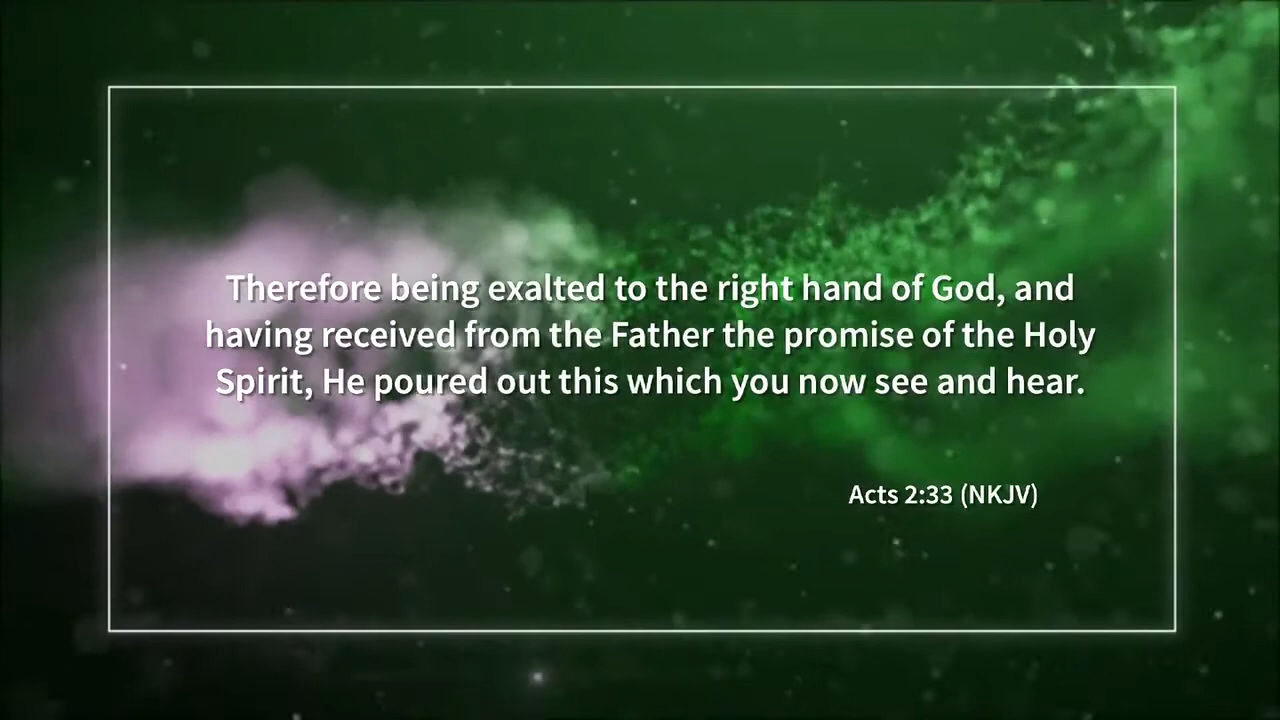 Therefore being exalted to the right hand of God, and
having received from the Father the promise of the Holy
Spirit, He poured out this which you now see and hear.
Acts 2:33 (NKJV)